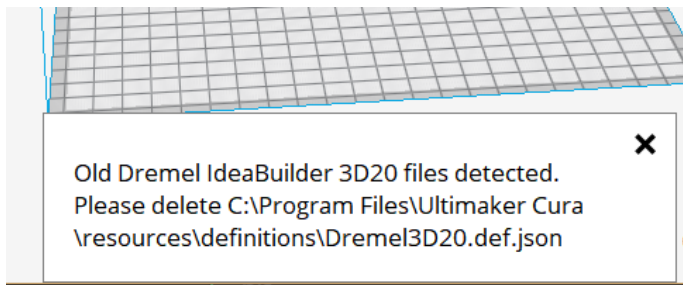 Old Dremel IdeaBuilder 3D20 files detected.
Please delete C:\Program Files\Ultimaker Cura
\resources\definitions\Dremel3D20.def.json